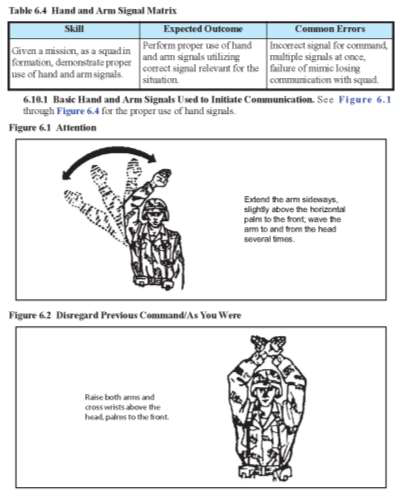 Table 6.4 Hand and Arm Signal Matrix
Skill
Expected Outcome
Common Errors
Given a mission, as a squad in
formation, demonstrate proper
use of hand and arm signals.
Perform proper use of hand
and arm signals utilizing
correct signal relevant for the
situation.
Incorrect signal for command,
multiple signals at once,
failure of mimic losing
communication with squad.
6.10.1 Basic Hand and Arm Signals Used to Initiate Communication. See Figure 6.1
through Figure 6.4 for the proper use of hand signals.
Figure 6.1 Attention
Extend the arm sideways,
slightly above the horizontal
palm to the front; wave the
arm to and from the head
several times.
Figure 6.2 Disregard Previous Command/As You Were
Raise both arms and
cross wrists above the
head, palms to the front.